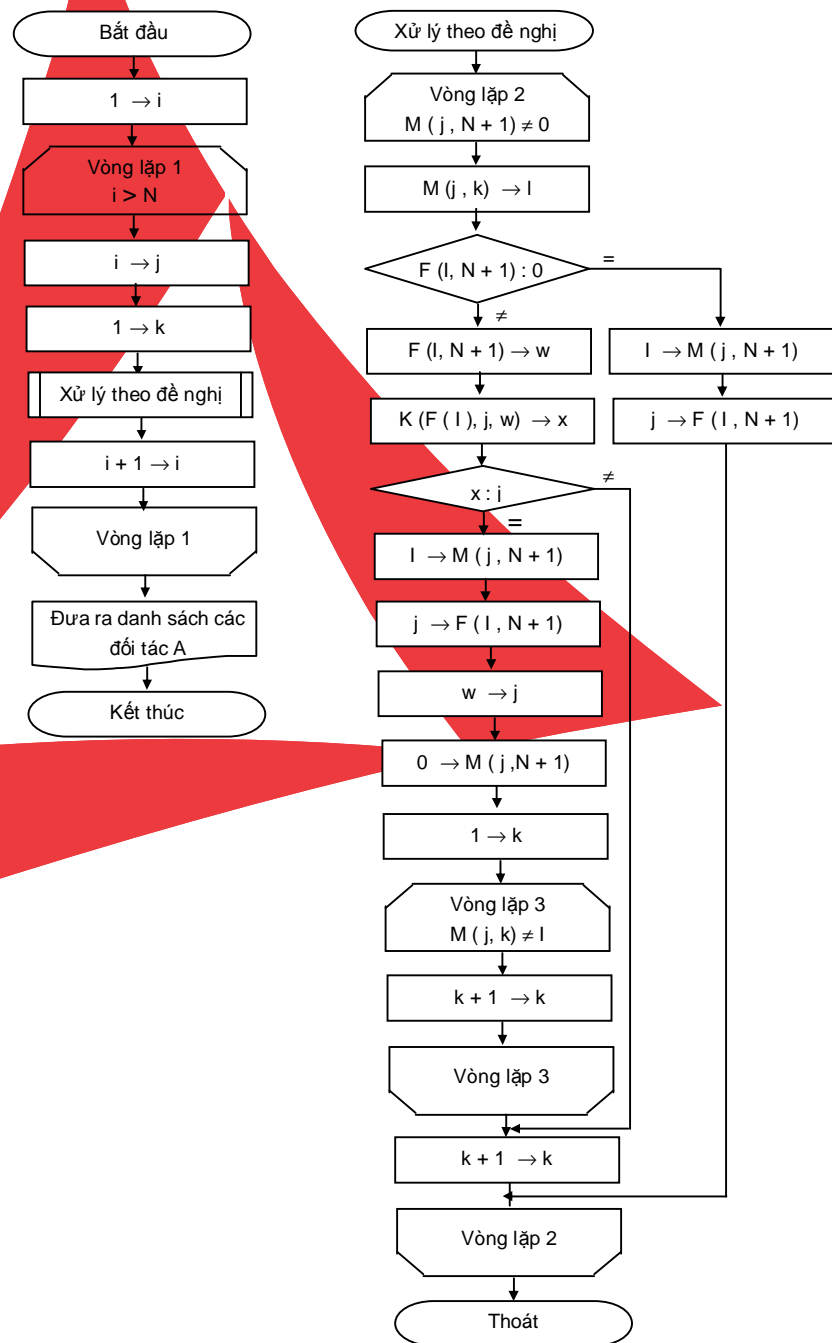 Bắt đầu
1 → i
Vòng lặp 1
i > N
i → j
1 → k
Xử lý theo đề nghị
i + 1 → i
Vòng lặp 1
Đưa ra danh sách các
đối tác A
Kết thúc
Xử lý theo đề nghị
Vòng lặp 2
M ( j , N + 1) ≠ 0
M (j , k) → l
F (l, N + 1) : 0
=
≠
F (l, N + 1) → w
l → M ( j , N + 1)
K (F ( l ), j, w) → x
j → F ( l , N + 1)
x : j
≠
=
l → M ( j , N + 1)
j → F ( l , N + 1)
w → j
0 → M ( j ,N + 1)
1 → k
Vòng lặp 3
M ( j, k) ≠ l
k + 1 → k
Vòng lặp 3
k + 1 → k
Vòng lặp 2
Thoát